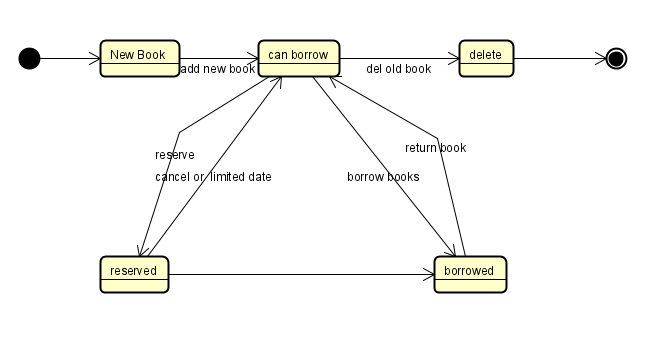 New Book
can borrow
delete
add new book
del old book
reserve
return book
cancel or limited date
borrow books
reserved
borrowed